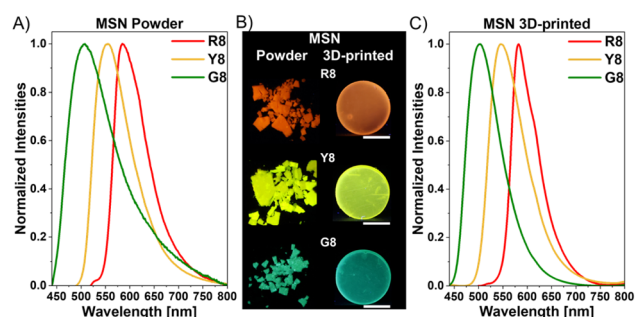 A) MSN Powder
Normalized Intensities
1.0
0.8
0.6
0.4
0.2
0.0
R8
Y8
G8
440 500 550 600 650 700 750 800
Wavelength [nm]
B)
MSN
Powder 3D-printed
R8
Y8
G8
C) MSN 3D-printed
Normalized Intensities
1.0
0.8
0.6
0.4
0.2
0.0
R8
Y8
G8
440 500 550 600 650 700 750 800
Wavelength [nm]